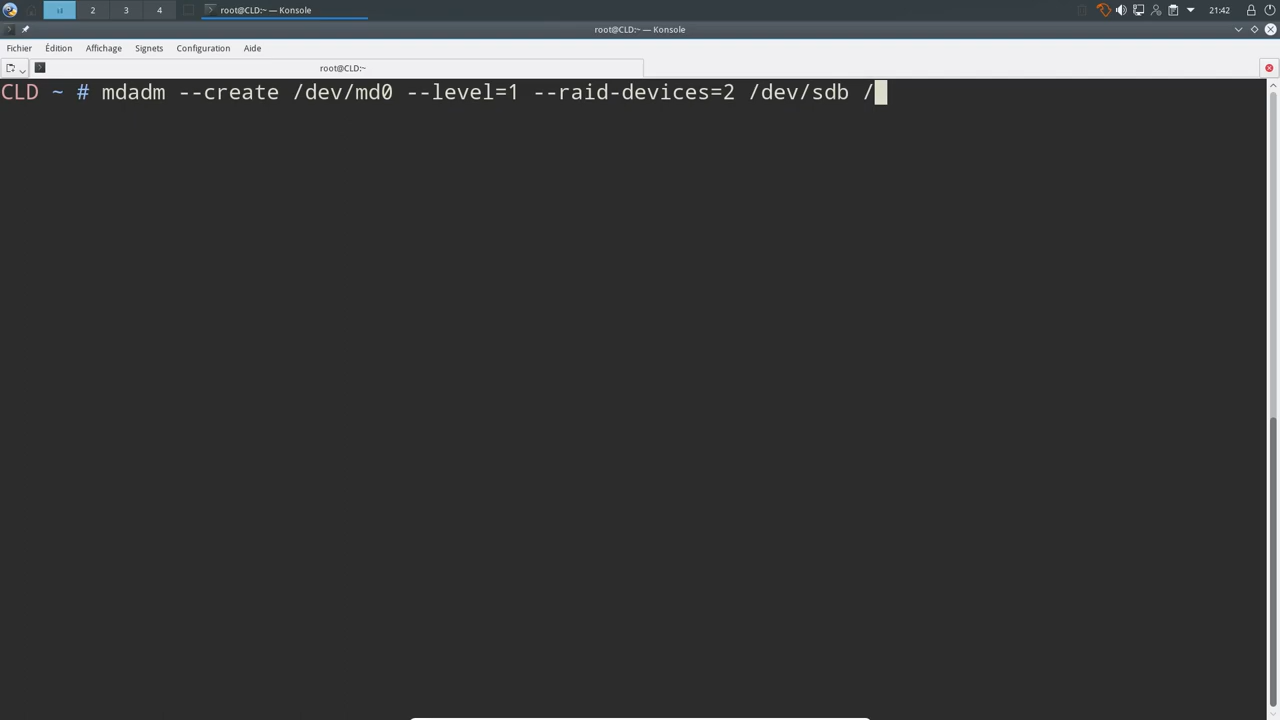 2 3 4 root@CLD:~ — Konsole 21:42
root@CLD:~ — Konsole
Fichier Édition Affichage Signets Configuration Aide
root@CLD:~
CLD ~ # mdadm --create /dev/md0 --level=1 --raid-devices=2 /dev/sdb /